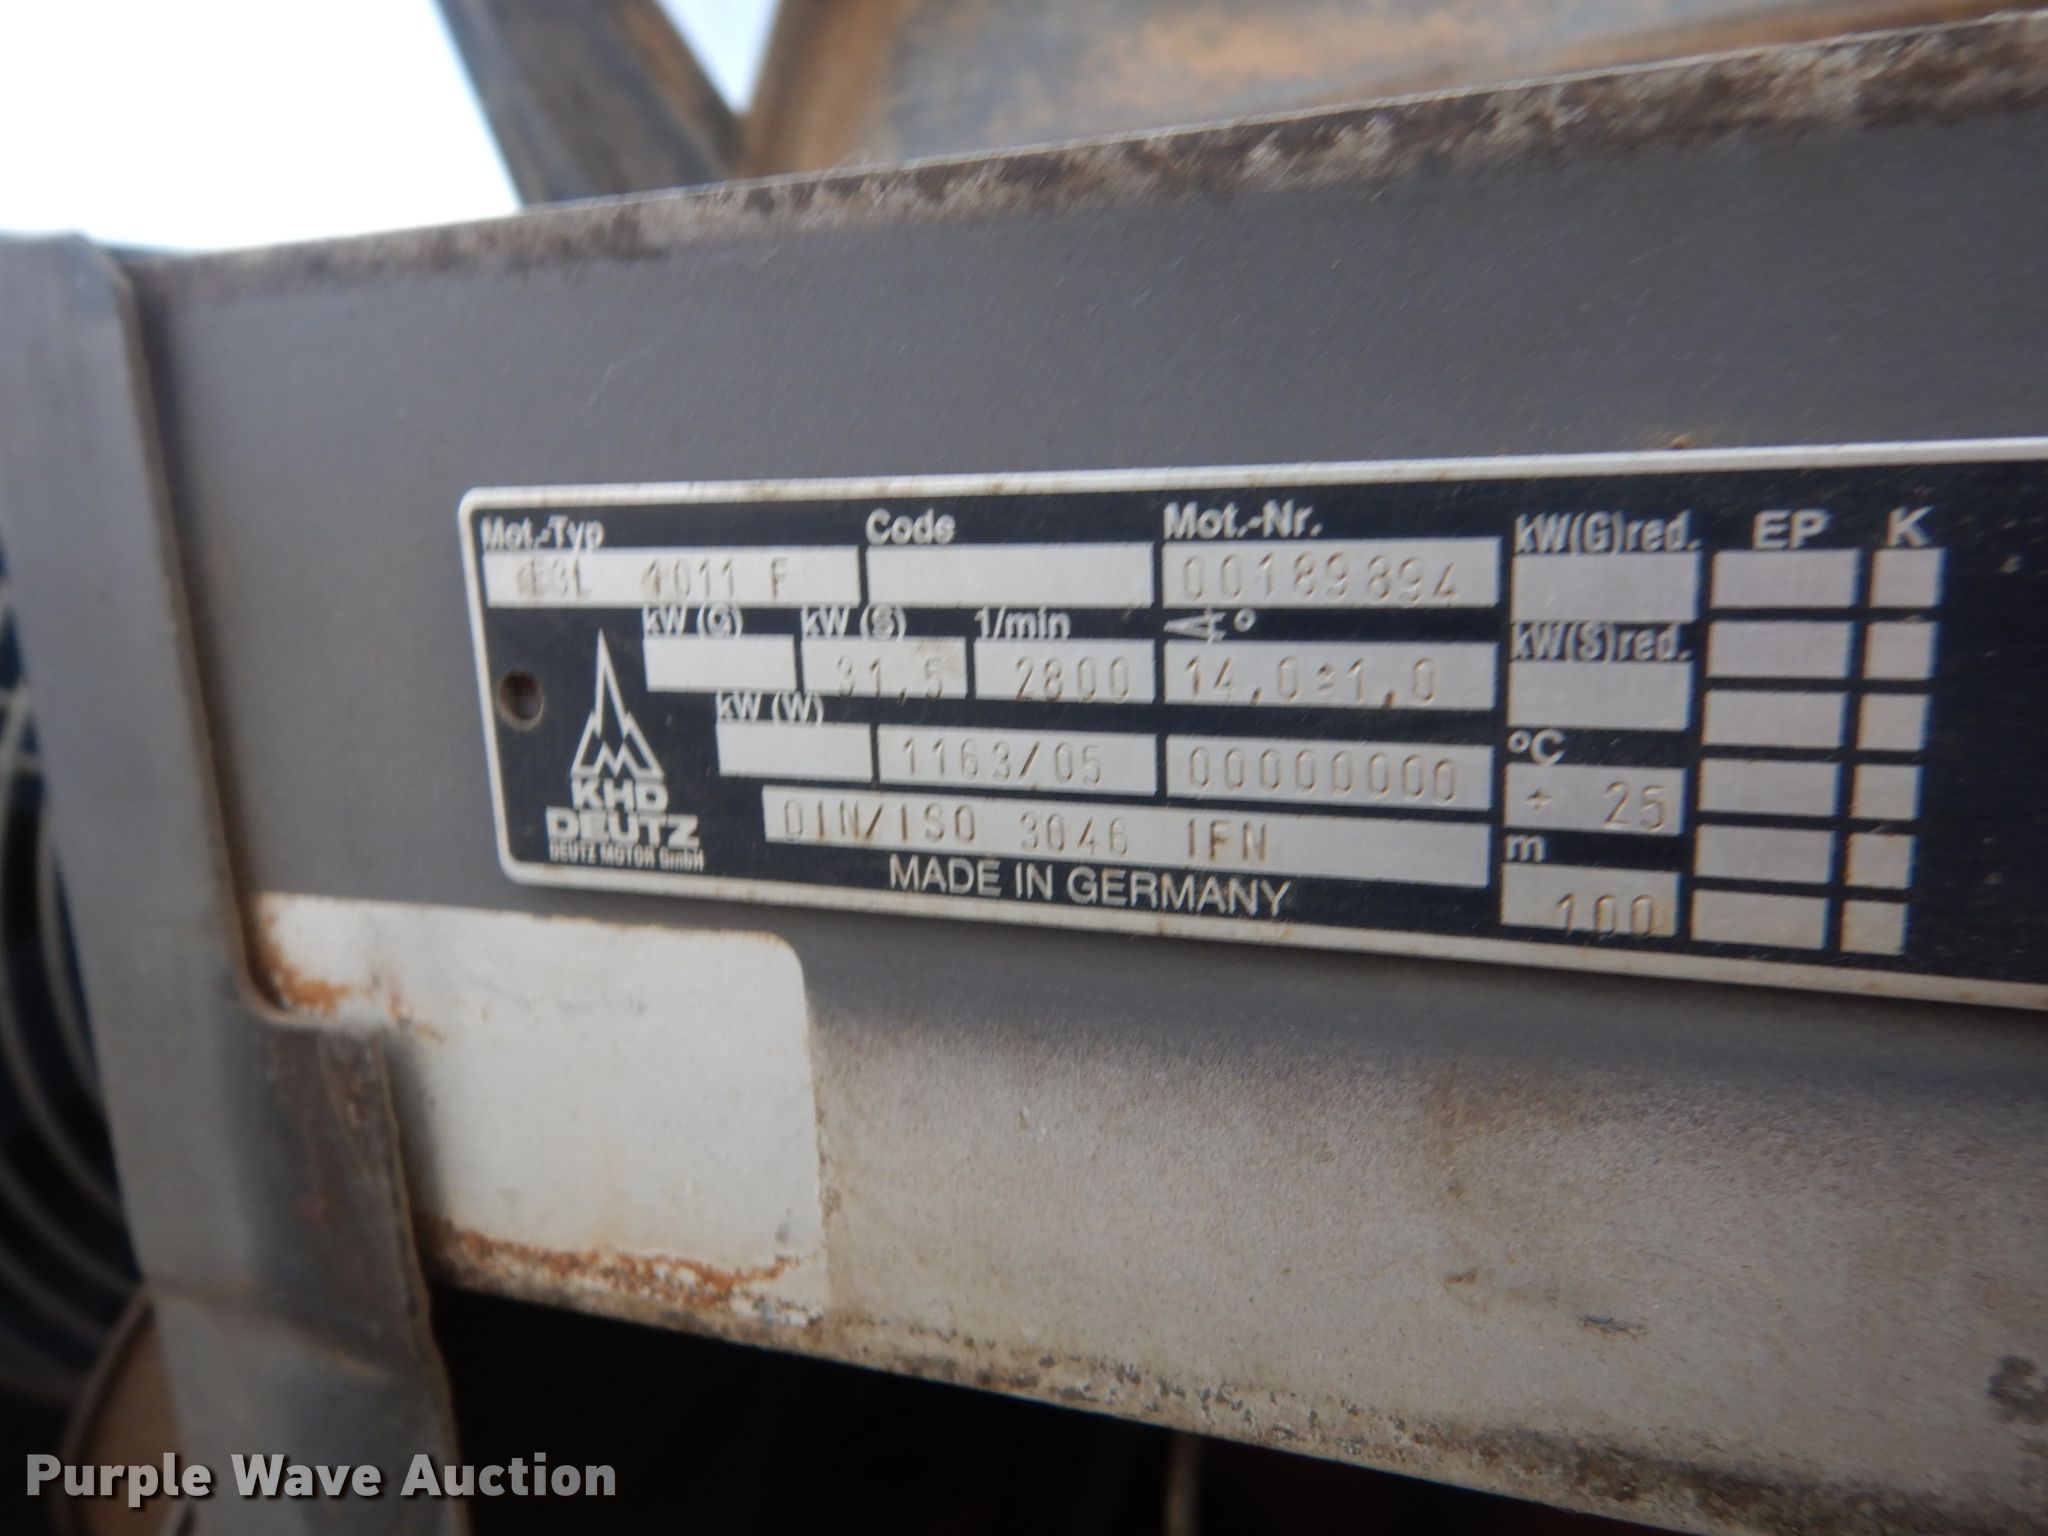 Mot.-Typ Code Mot.-Nr. kW(G)red. EP K
F3L 1011 F 00189894
kW (G) kW (S) 1/min ∢° kW(S)red.
31,5 2800 14,0±1,0
kW (W) °C
1163/05 00000000 + 25
DIN/ISO 3046 IFN m
100
KHD
DEUTZ
DEUTZ MOTOR GmbH
MADE IN GERMANY
Purple Wave Auction